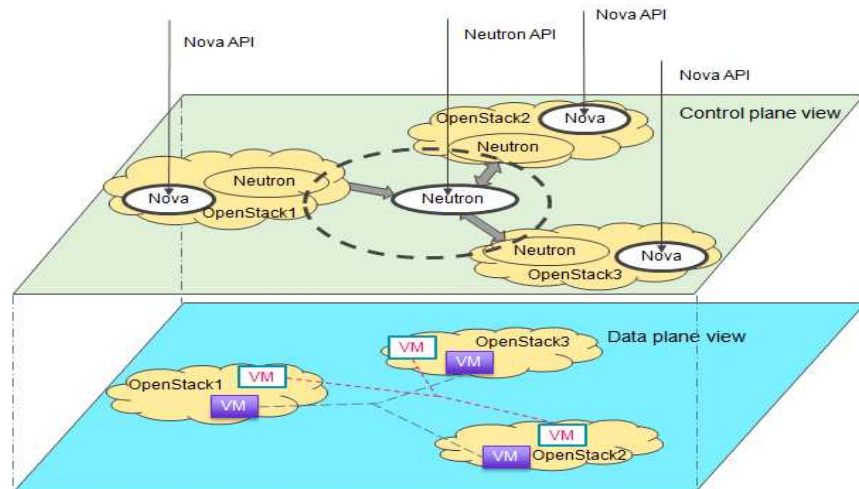 Nova API
Nova API
Neutron API
Nova API
Control plane view
OpenStack2
Nova
Neutron
Neutron
Nova
OpenStack1
Neutron
Neutron
Nova
OpenStack3
Data plane view
VM
OpenStack3
VM
OpenStack1
VM
VM
VM
VM
OpenStack2